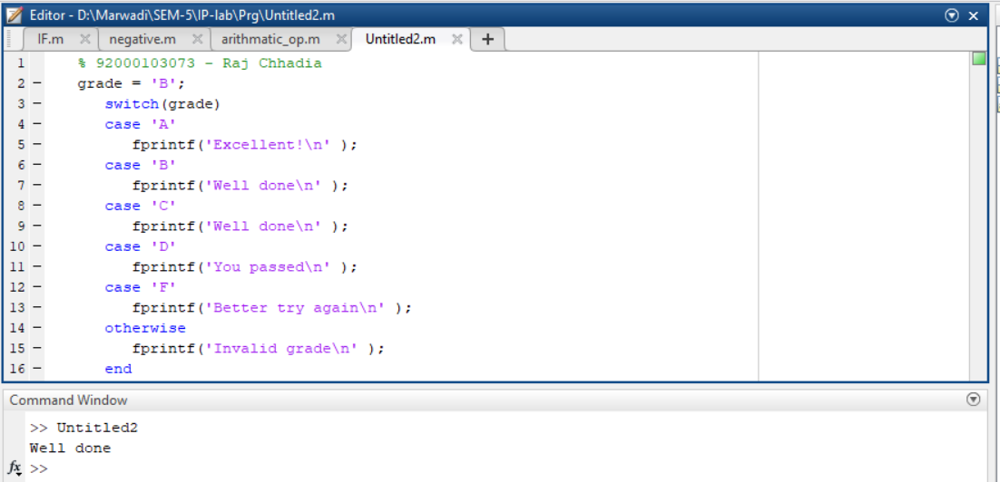 Editor - D:\Marwadi\SEM-5\IP-lab\Prg\Untitled2.m
IF.m negative.m arithmatic_op.m Untitled2.m +
1 % 92000103073 - Raj Chhadia
2 - grade = 'B';
3 - switch(grade)
4 - case 'A'
5 - fprintf('Excellent!\n' );
6 - case 'B'
7 - fprintf('Well done\n' );
8 - case 'C'
9 - fprintf('Well done\n' );
10 - case 'D'
11 - fprintf('You passed\n' );
12 - case 'F'
13 - fprintf('Better try again\n' );
14 - otherwise
15 - fprintf('Invalid grade\n' );
16 - end
Command Window
>> Untitled2
Well done
fx >>